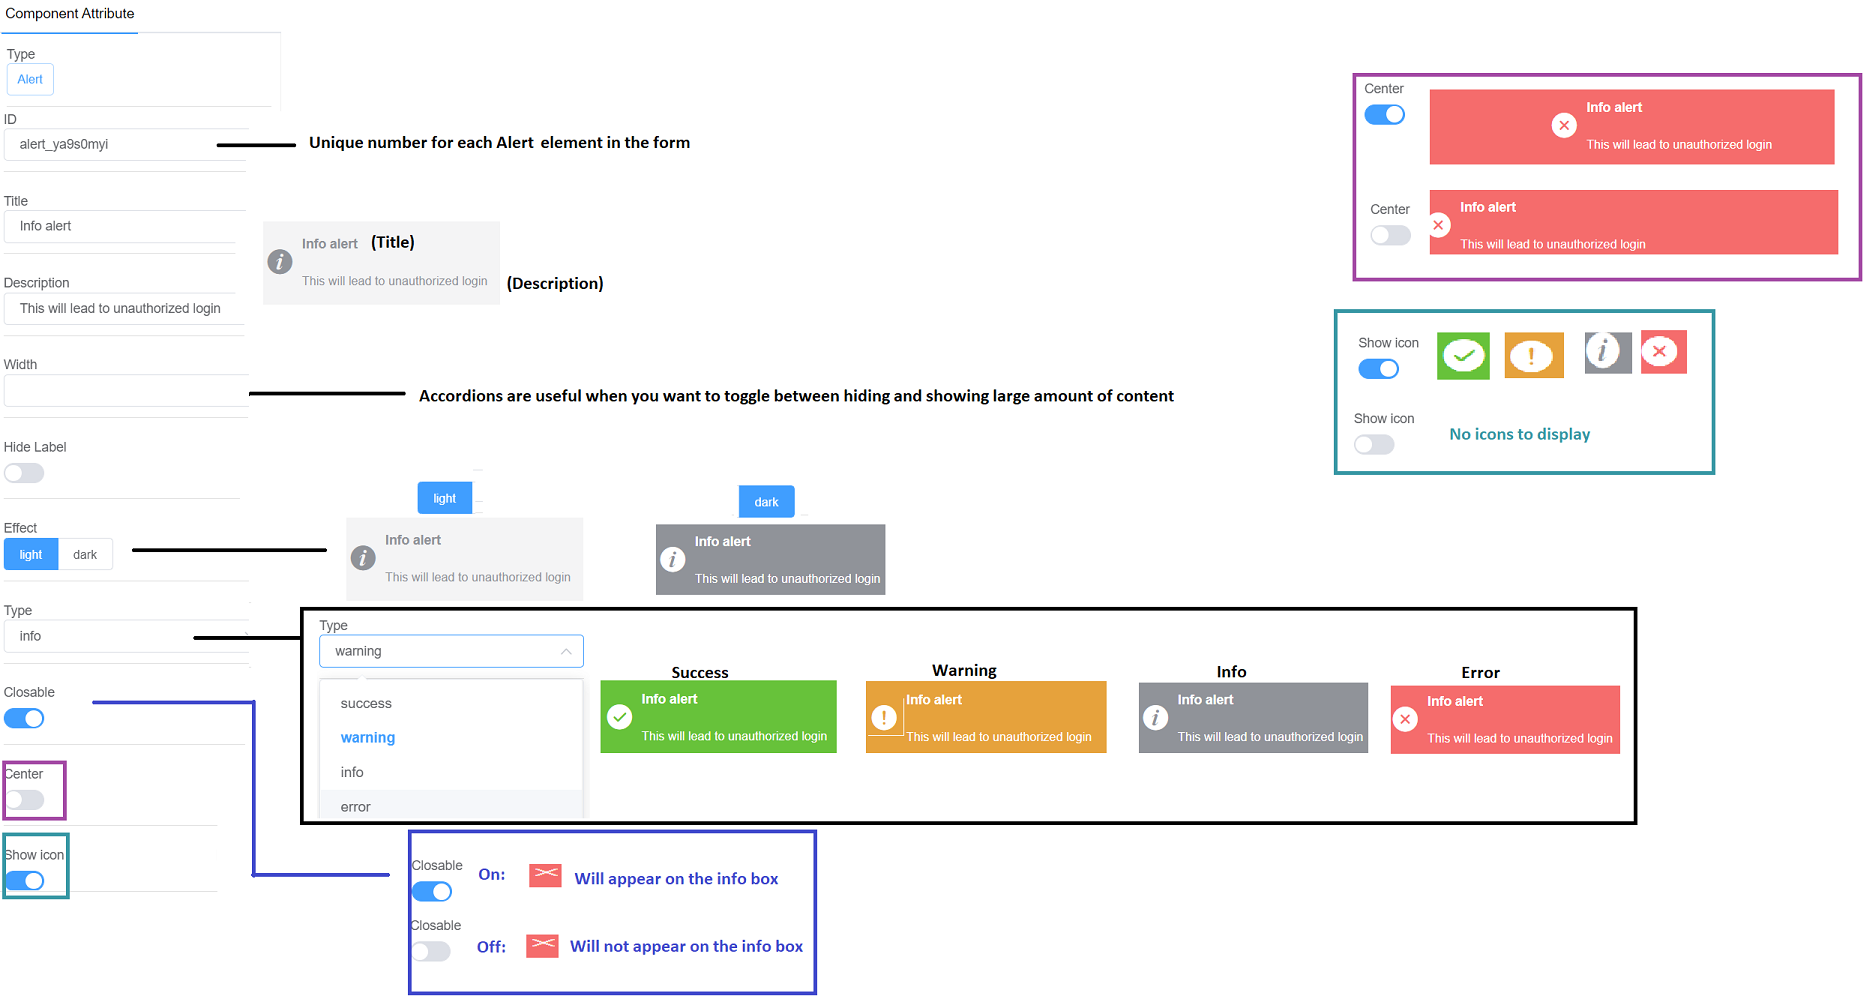 Component Attribute
Type
Alert
ID
alert_ya9s0myi
Unique number for each Alert element in the form
Title
Info alert
Info alert (Title)
This will lead to unauthorized login
(Description)
Description
This will lead to unauthorized login
Width
Accordions are useful when you want to toggle between hiding and showing large amount of content
Hide Label
Effect
light dark
light
Info alert
This will lead to unauthorized login
dark
Info alert
This will lead to unauthorized login
Type
info
Type
warning
success
warning
info
error
Success
Info alert
This will lead to unauthorized login
Warning
Info alert
This will lead to unauthorized login
Info
Info alert
This will lead to unauthorized login
Error
Info alert
This will lead to unauthorized login
Closable
Center
Show icon
Closable
On: Will appear on the info box
Closable
Off: Will not appear on the info box
Center
Info alert
This will lead to unauthorized login
Center
Info alert
This will lead to unauthorized login
Show icon
Show icon
No icons to display